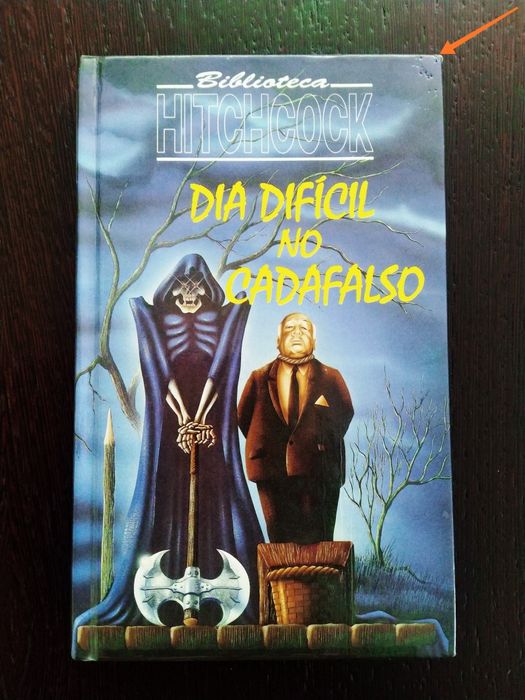 Biblioteca
HITCHCOCK
DIA DIFÍCIL
NO
CADAFALSO